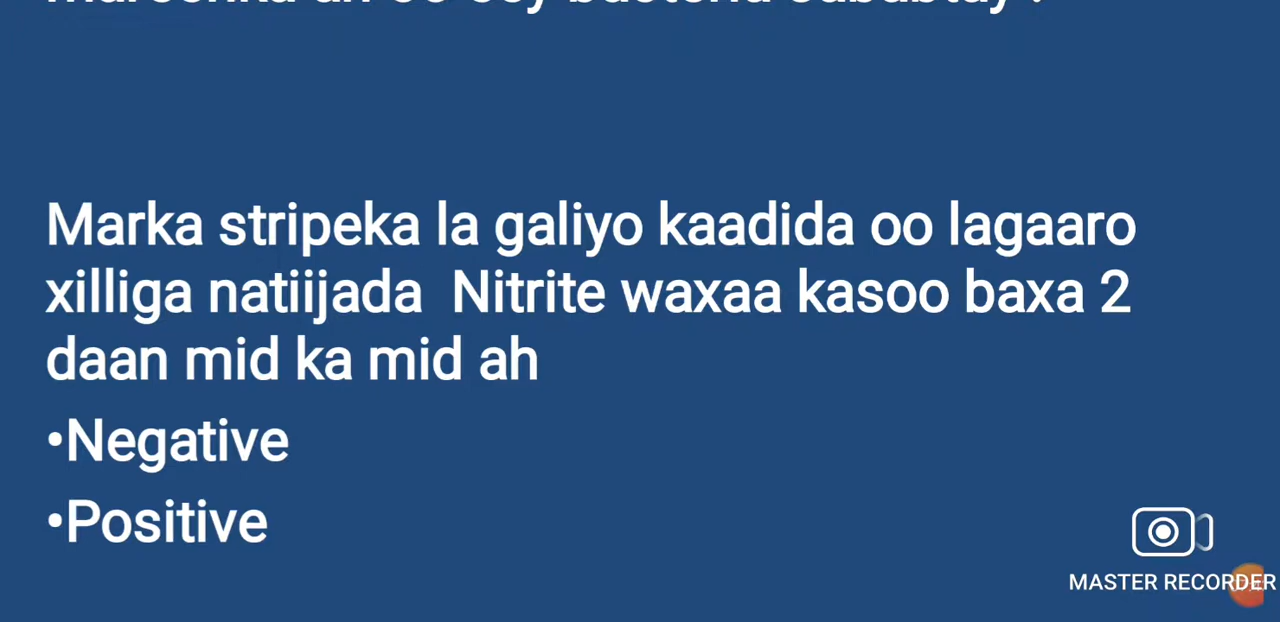 Marka stripeka la galiyo kaadida oo lagaaro
xilliga natiijada Nitrite waxaa kasoo baxa 2
daan mid ka mid ah
•Negative
•Positive
MASTER RECORDER